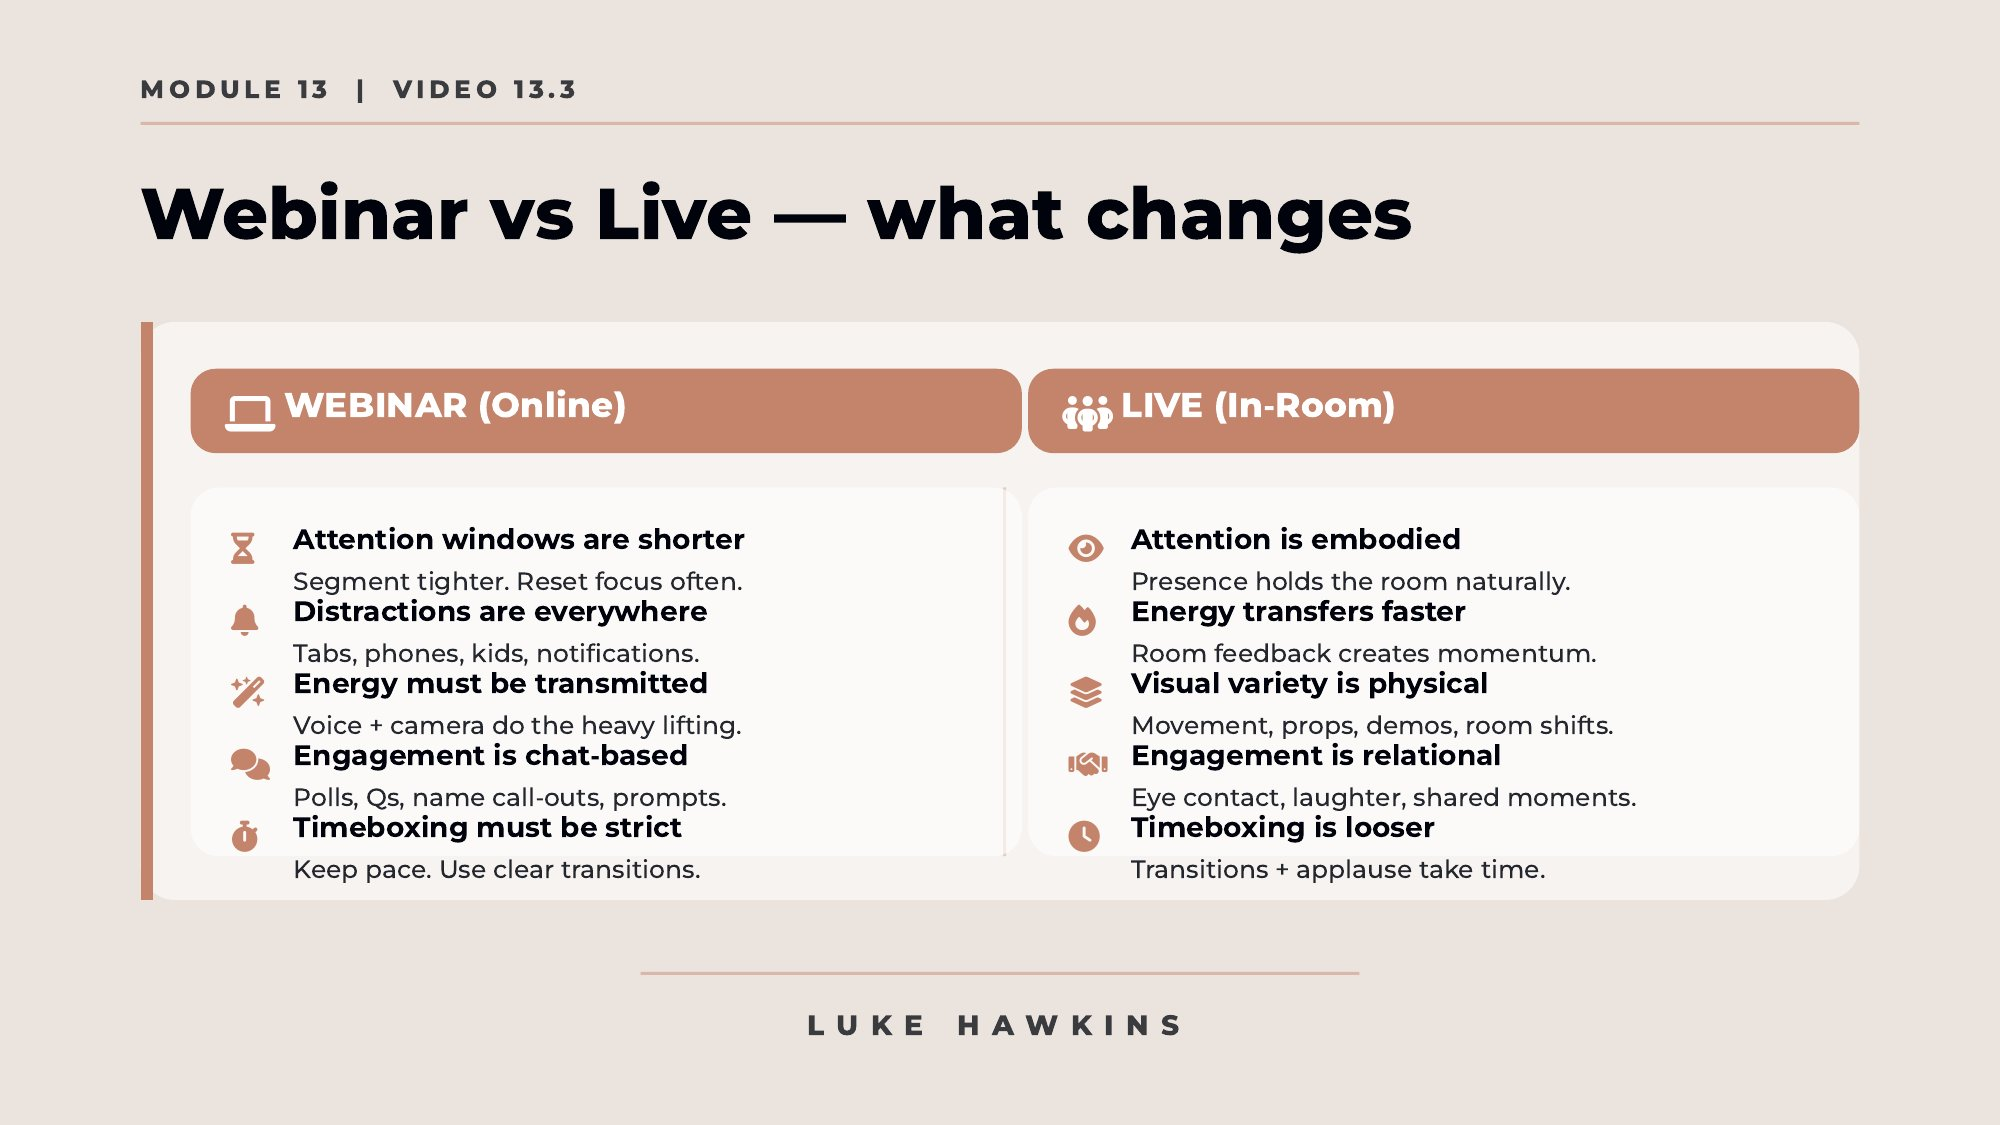 MODULE 13 | VIDEO 13.3
Webinar vs Live — what changes
WEBINAR (Online)
Attention windows are shorter
Segment tighter. Reset focus often.
Distractions are everywhere
Tabs, phones, kids, notifications.
Energy must be transmitted
Voice + camera do the heavy lifting.
Engagement is chat-based
Polls, Qs, name call-outs, prompts.
Timeboxing must be strict
Keep pace. Use clear transitions.
LIVE (In-Room)
Attention is embodied
Presence holds the room naturally.
Energy transfers faster
Room feedback creates momentum.
Visual variety is physical
Movement, props, demos, room shifts.
Engagement is relational
Eye contact, laughter, shared moments.
Timeboxing is looser
Transitions + applause take time.
LUKE HAWKINS